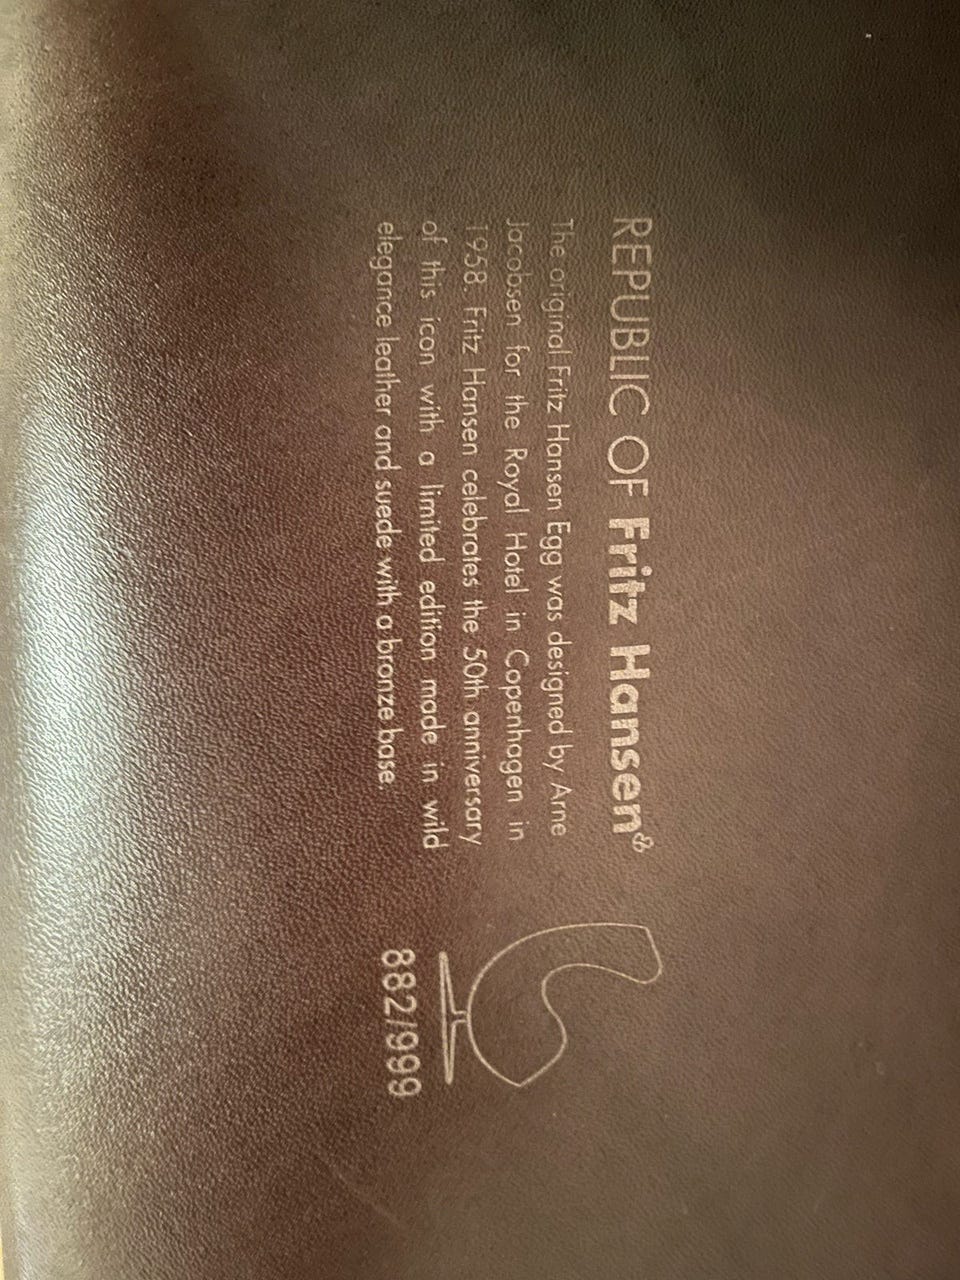 REPUBLIC OF Fritz Hansen
The original Fritz Hansen Egg was designed by Arne
Jacobsen for the Royal Hotel in Copenhagen in
1958. Fritz Hansen celebrates the 50th anniversary
of this icon with a limited edition made in wild
elegance leather and suede with a bronze base.
882/999